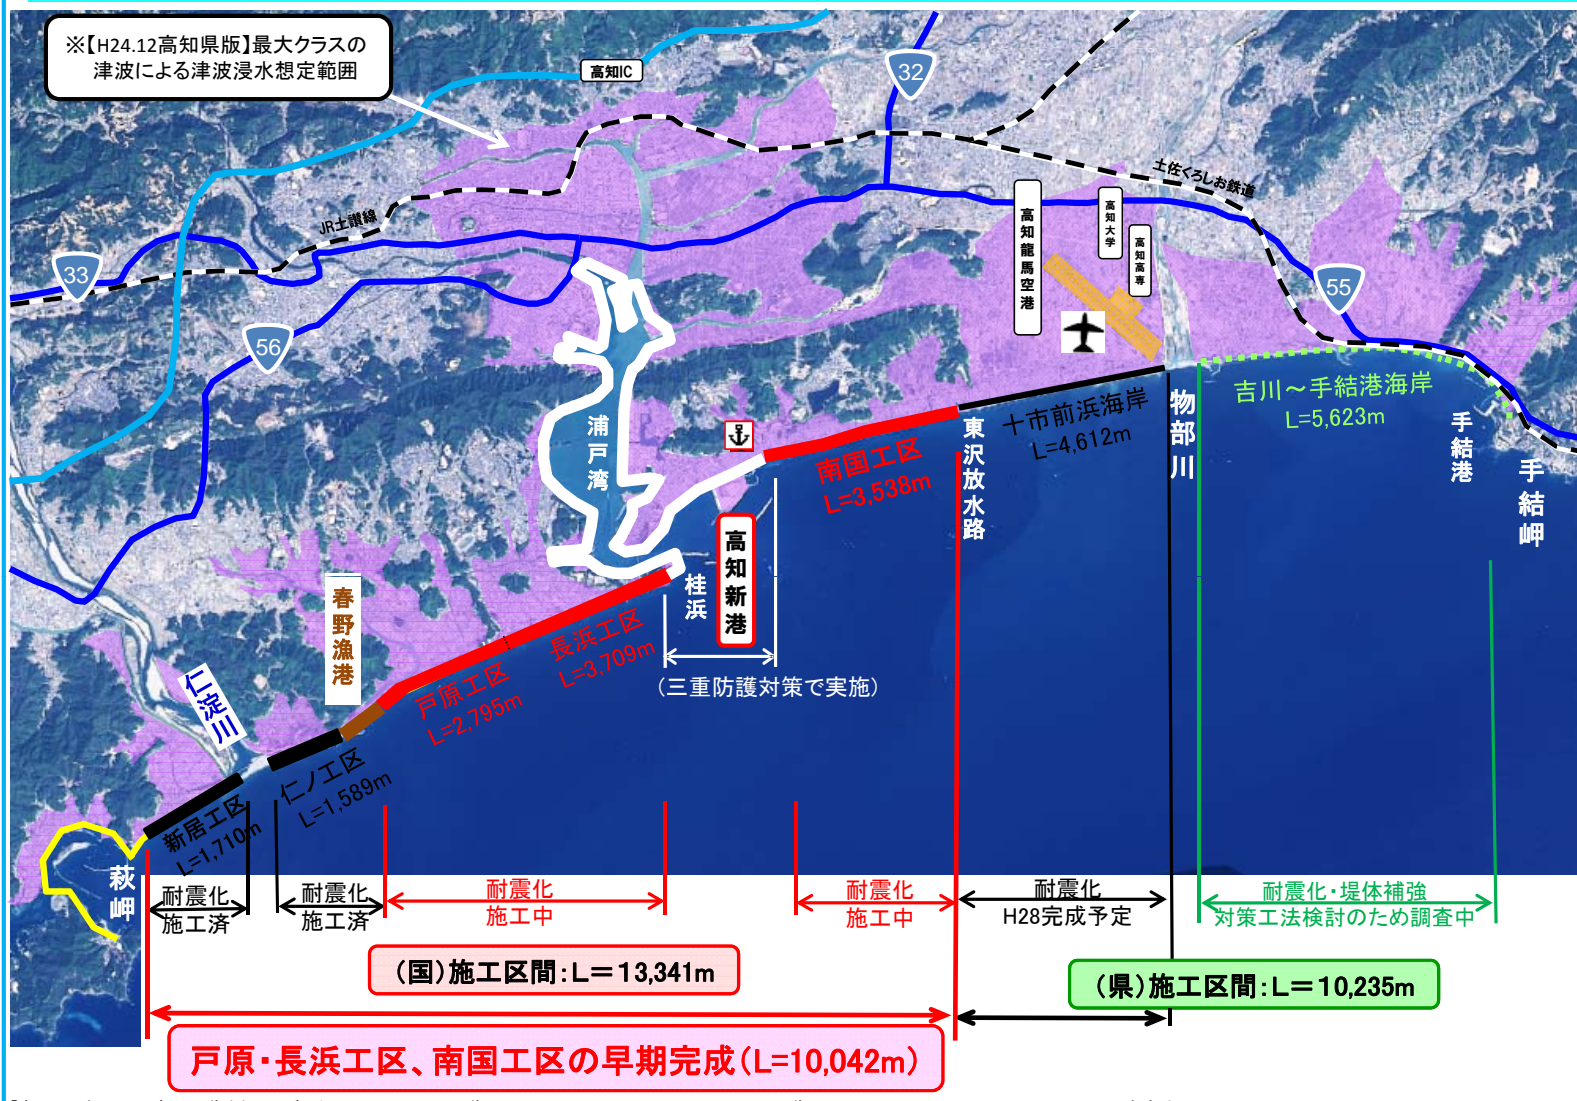 ※【H24.12高知県版】最大クラスの
津波による津波浸水想定範囲
高知IC
32
土佐くろしお鉄道
JR土讃線
高知龍馬空港
高知大学
高知高専
33
55
56
浦戸湾
南国工区
L=3,538m
東沢放水路
十市前浜海岸
L=4,612m
物部川
吉川～手結港海岸
L=5,623m
手結港
手結岬
高知新港
桂浜
長浜工区
L=3,709m
(三重防護対策で実施)
春野漁港
戸原工区
L=2,795m
仁淀川
仁ノ工区
L=1,589m
新居工区
L=1,710m
萩岬
耐震化
施工済
耐震化
施工済
耐震化
施工中
耐震化
施工中
耐震化
H28完成予定
耐震化・堤体補強
対策工法検討のため調査中
（国）施工区間：L＝13,341m
（県）施工区間：L＝10,235m
戸原・長浜工区、南国工区の早期完成（L=10,042m）